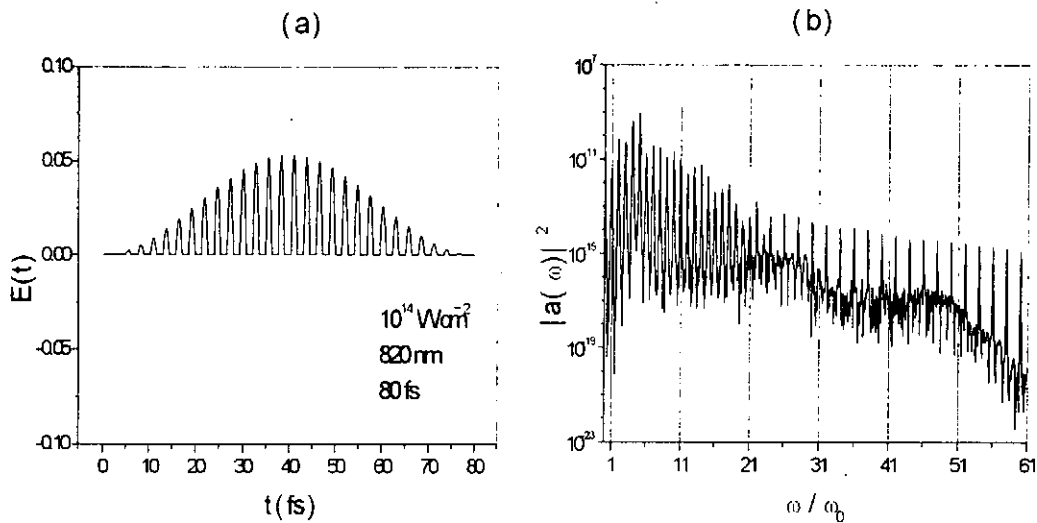 (a)
0.10
0.05
0.00
-0.05
-0.10
E(t)
10¹⁴ Wcm⁻²
820nm
80fs
0 10 20 30 40 50 60 70 80
t(fs)
(b)
10⁷
10¹¹
10¹⁵
10¹⁹
10²³
|a(ω)|²
1 11 21 31 41 51 61
ω/ω₀